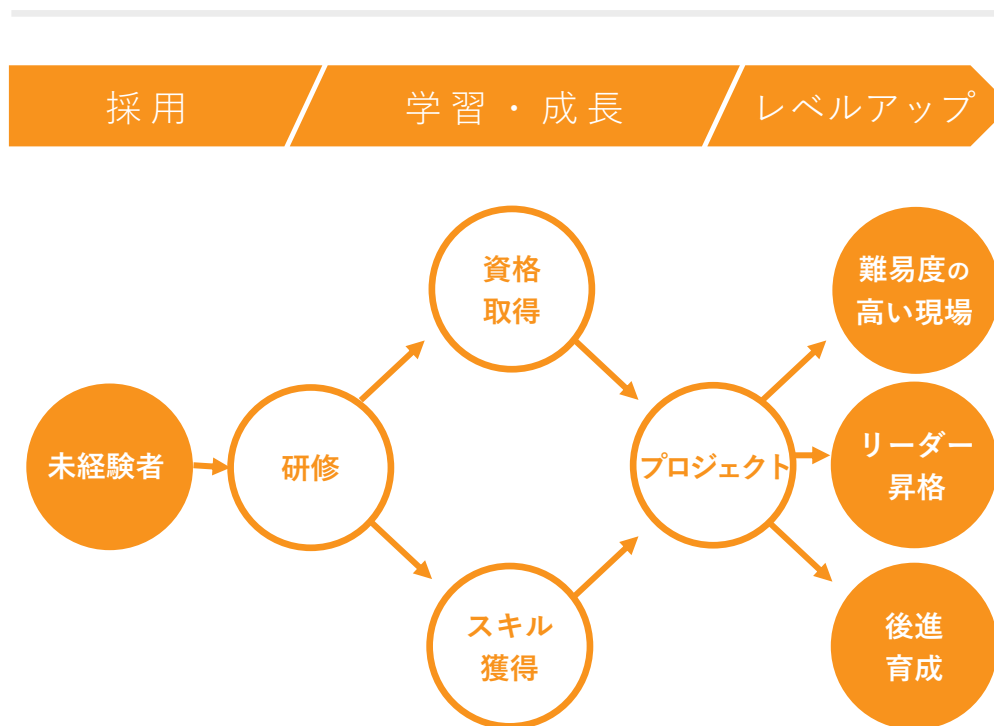 採用
学習・成長
レベルアップ
資格
取得
難易度の
高い現場
未経験者
研修
プロジェクト
リーダー
昇格
スキル
獲得
後進
育成